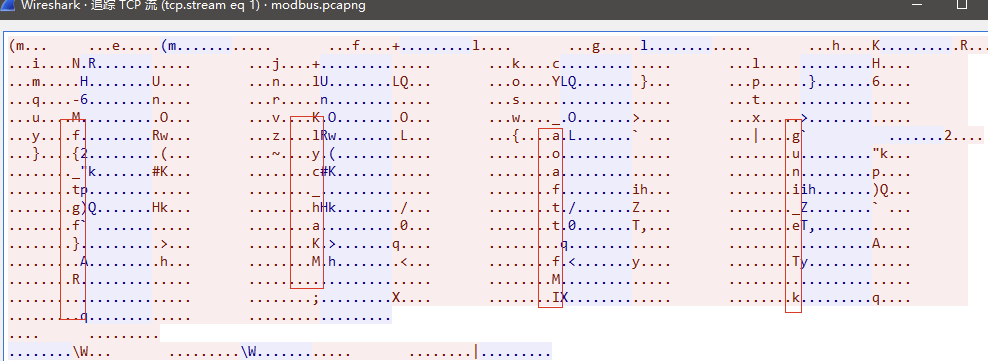 Wireshark · 追踪 TCP 流 (tcp.stream eq 1) · modbus.pcapng
(m... ...e.....(m....... ..... ...f....+.........l.... ...g....l......... ...h.K..........R...
...i....N.R....... ..... ...j....+......... .... ...k....c......... .... ...l............H....
...m.....H.......U.... ...n....lU........LQ.... ...o....YLQ........}.... ...p.....}.......6....
...q....-6.......n.... ...r.....n........O.... ...s............. .... ...t............. ....
...u....M........O.... ...v....K.O........O.... ...w...._.O.......>.... ...x.....>....... ....
...y....f........Rw... ...z....lRw.......L.... ...{....a.L.......`.... ...|....g`....... ......2....
...}....{2.......(.... ...~....y.(....... .... ........o......... .... ........u........."k...
........_"k.......#K... ........c#K....... .... ........a......... .... ........n.........p....
........tp....... .... ........_......... .... ........f.........ih... ........iih.......)Q...
........g)Q.......Hk... ........hHk......./.... ........t./.......Z.... ........_Z.......` ...
........f`....... .... ........a.........0.... ........t.0.......T,... ........eT,....... ....
........}.........>.... ........K.>.......q.... .........q....... .... ...................A....
........A.........h.... ........M.h.......<.... ........f.<.......y.... ........Ty....... ....
........R......... .... .................. .... ........M......... .... .................. ....
.................. .... ........;.........X.... ........IX........ .... ........k.........q....
.........q........ .... .................. ....
.... .........
........\W... .........\W....... ..... ........|.........